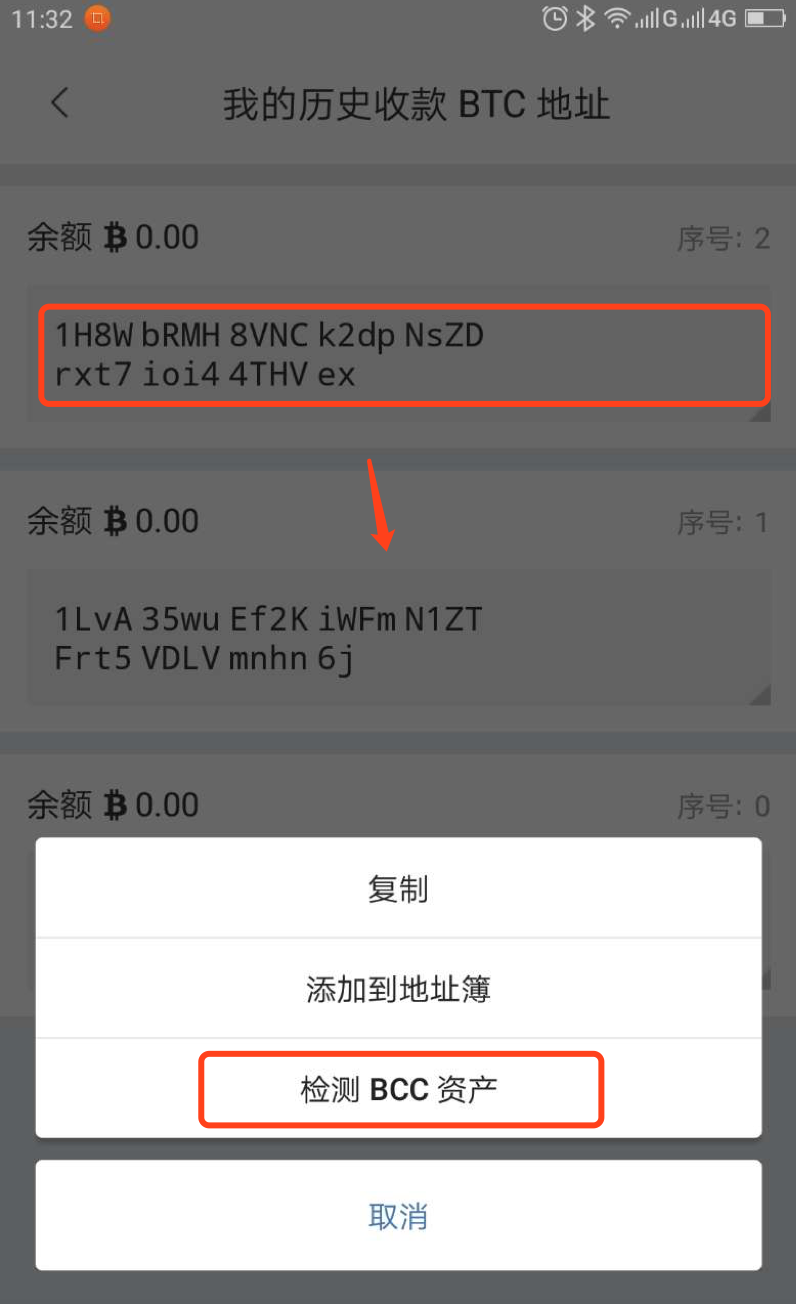 11:32 G 4G
我的历史收款 BTC 地址
余额 ₿ 0.00 序号: 2
1H8W bRMH 8VNC k2dp NsZD
rxt7 ioi4 4THV ex
余额 ₿ 0.00 序号: 1
1LvA 35wu Ef2K iWFm N1ZT
Frt5 VDLV mnhn 6j
余额 ₿ 0.00 序号: 0
复制
添加到地址簿
检测 BCC 资产
取消